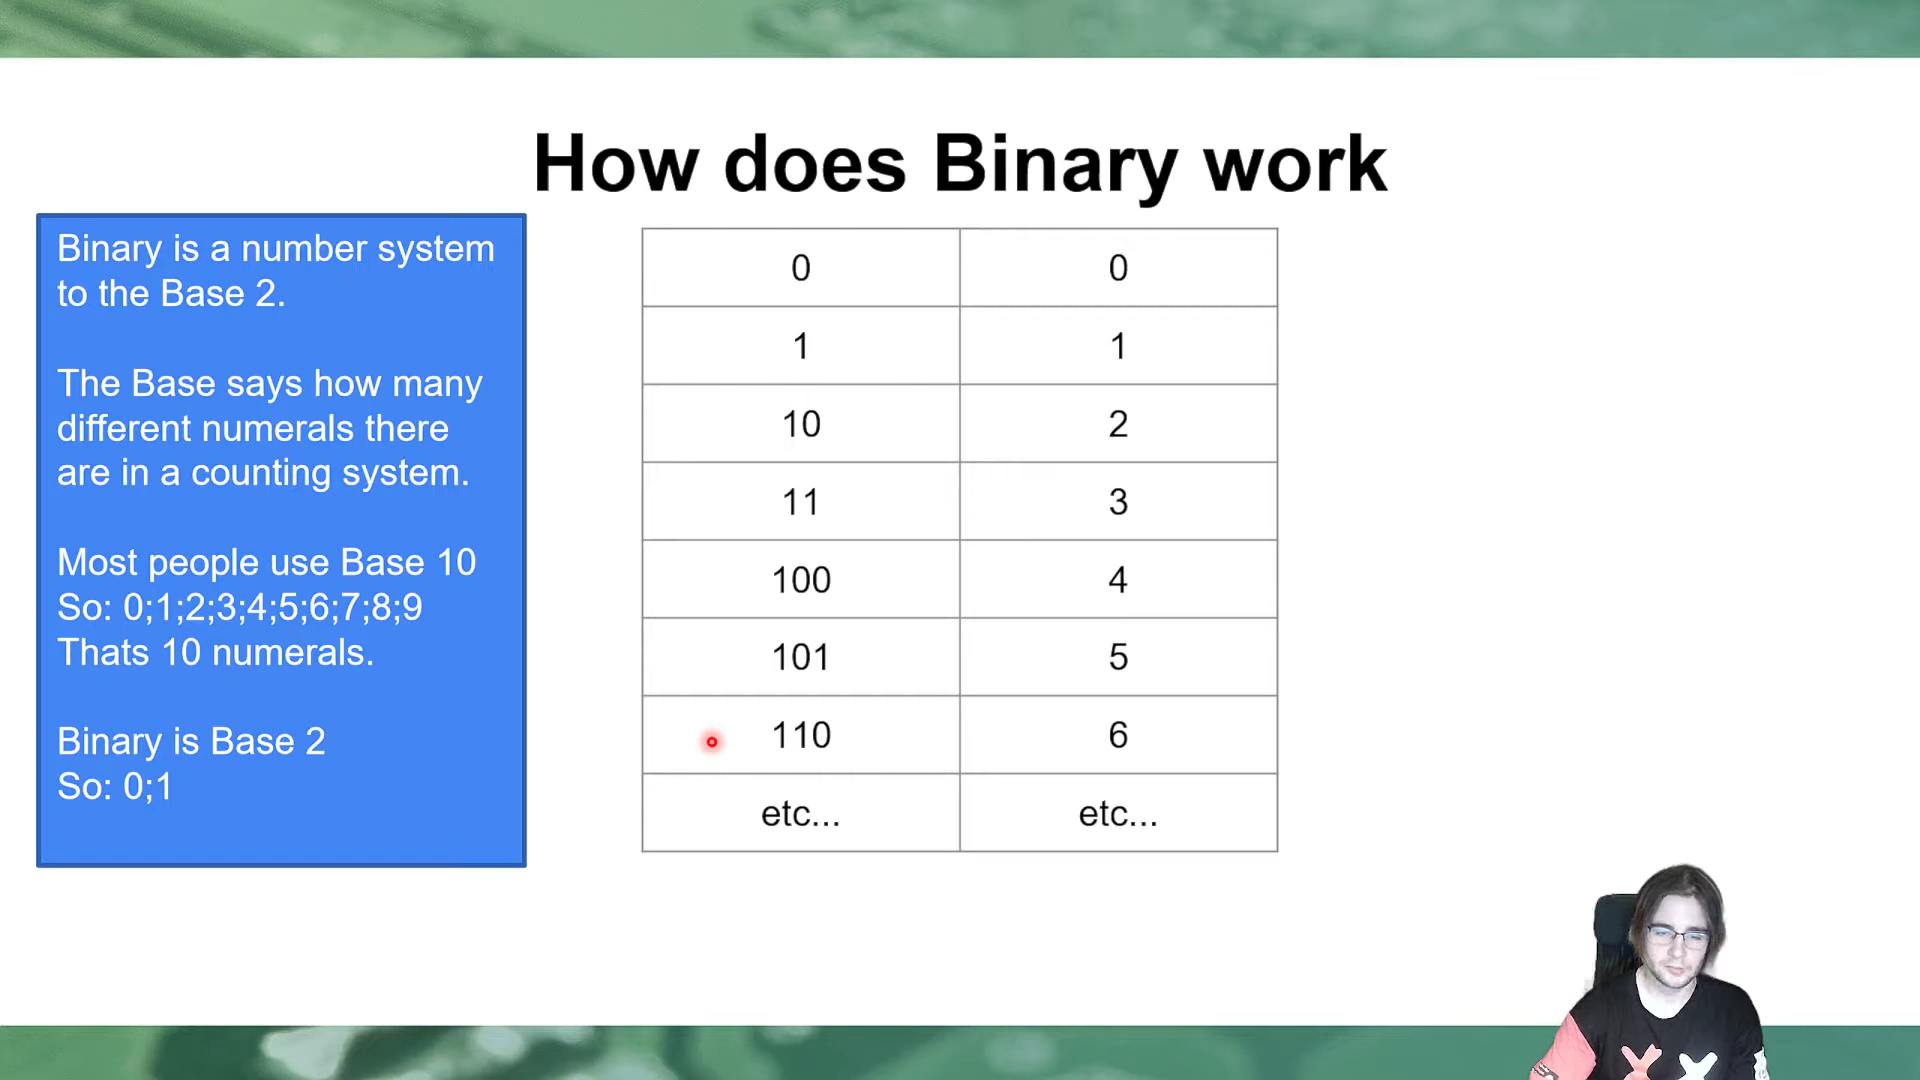 How does Binary work
Binary is a number system
to the Base 2.
The Base says how many
different numerals there
are in a counting system.
Most people use Base 10
So: 0;1;2;3;4;5;6;7;8;9
Thats 10 numerals.
Binary is Base 2
So: 0;1
0 0
1 1
10 2
11 3
100 4
101 5
110 6
etc... etc...